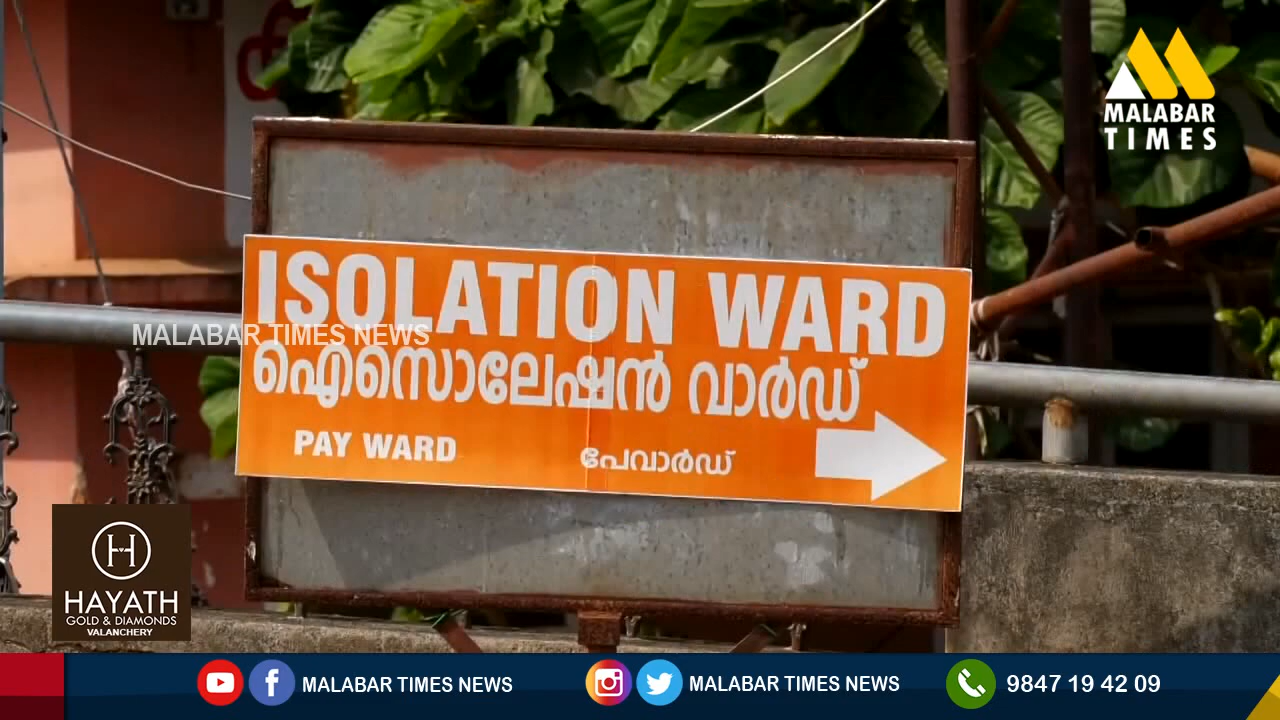 MALABAR
TIMES
ISOLATION WARD
MALABAR TIMES NEWS
ഐസൊലേഷൻ വാർഡ്
PAY WARD പേവാർഡ്
H
HAYATH
GOLD & DIAMONDS
VALANCHERY
MALABAR TIMES NEWS MALABAR TIMES NEWS 9847 19 42 09